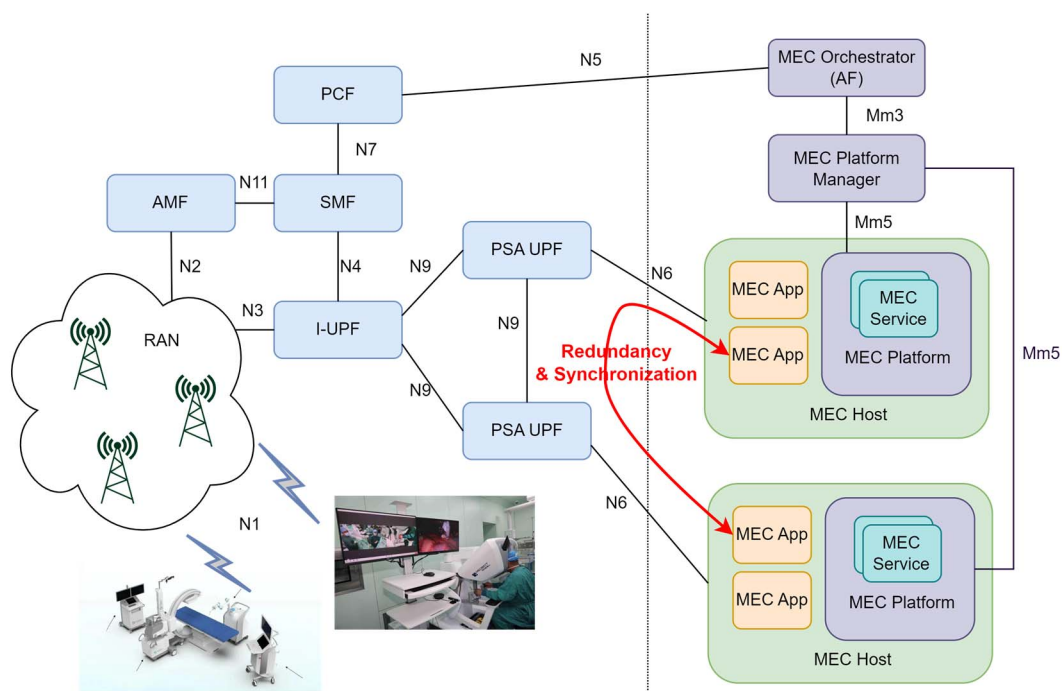 N5
MEC Orchestrator
(AF)
PCF
Mm3
N7
MEC Platform
Manager
N11
AMF
SMF
Mm5
PSA UPF
N2
N4
N9
N6
MEC App
MEC
Service
N3
RAN
I-UPF
N9
MEC App
MEC Platform
Mm5
Redundancy
& Synchronization
N9
MEC Host
PSA UPF
N6
N1
MEC App
MEC
Service
MEC App
MEC Platform
MEC Host